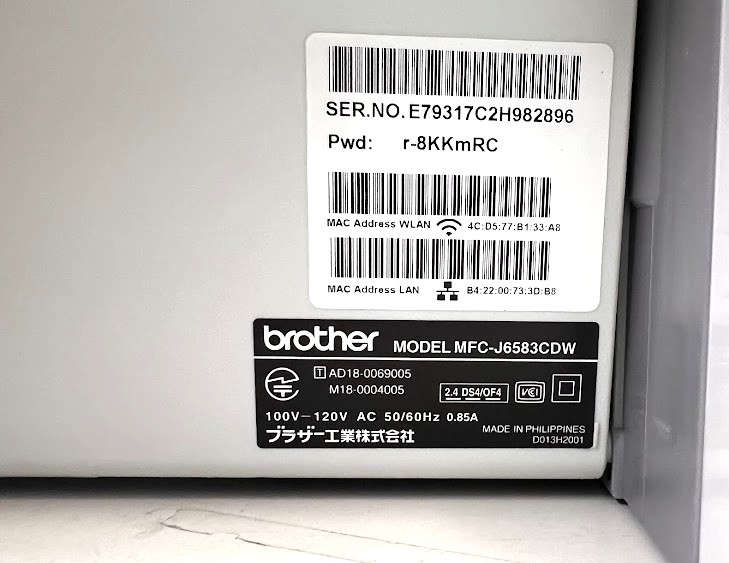 SER.NO.E79317C2H982896
Pwd: r-8KKmRC
MAC Address WLAN 4C:D5:77:B1:33:A8
MAC Address LAN B4:22:00:73:3D:B8
brother MODEL MFC-J6583CDW
T AD18-0069005
M18-0004005
2.4 DS4/OF4 VCI
100V-120V AC 50/60Hz 0.85A
ブラザー工業株式会社 MADE IN PHILIPPINES
D013H2001